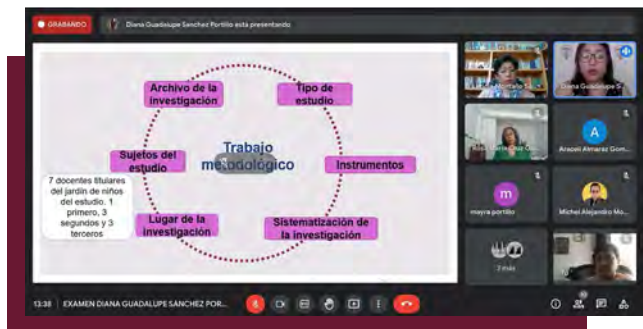 GRABANDO
Diana Guadalupe Sanchez Portillo está presentando
Archivo de la
investigación
Tipo de
estudio
Sujetos del
estudio
Trabajo
metodológico
Instrumentos
7 docentes titulares
del jardín de niños
del estudio. 1
primero, 3
segundos y 3
terceros
Lugar de la
investigación
Sistematización de
la investigación
Diana Guadalupe S...
A
Araceli Almaraz Gom...
m
mayra portillo
Michel Alejandro Mo...
3 más
13:38 | EXAMEN DIANA GUADALUPE SANCHEZ POR...